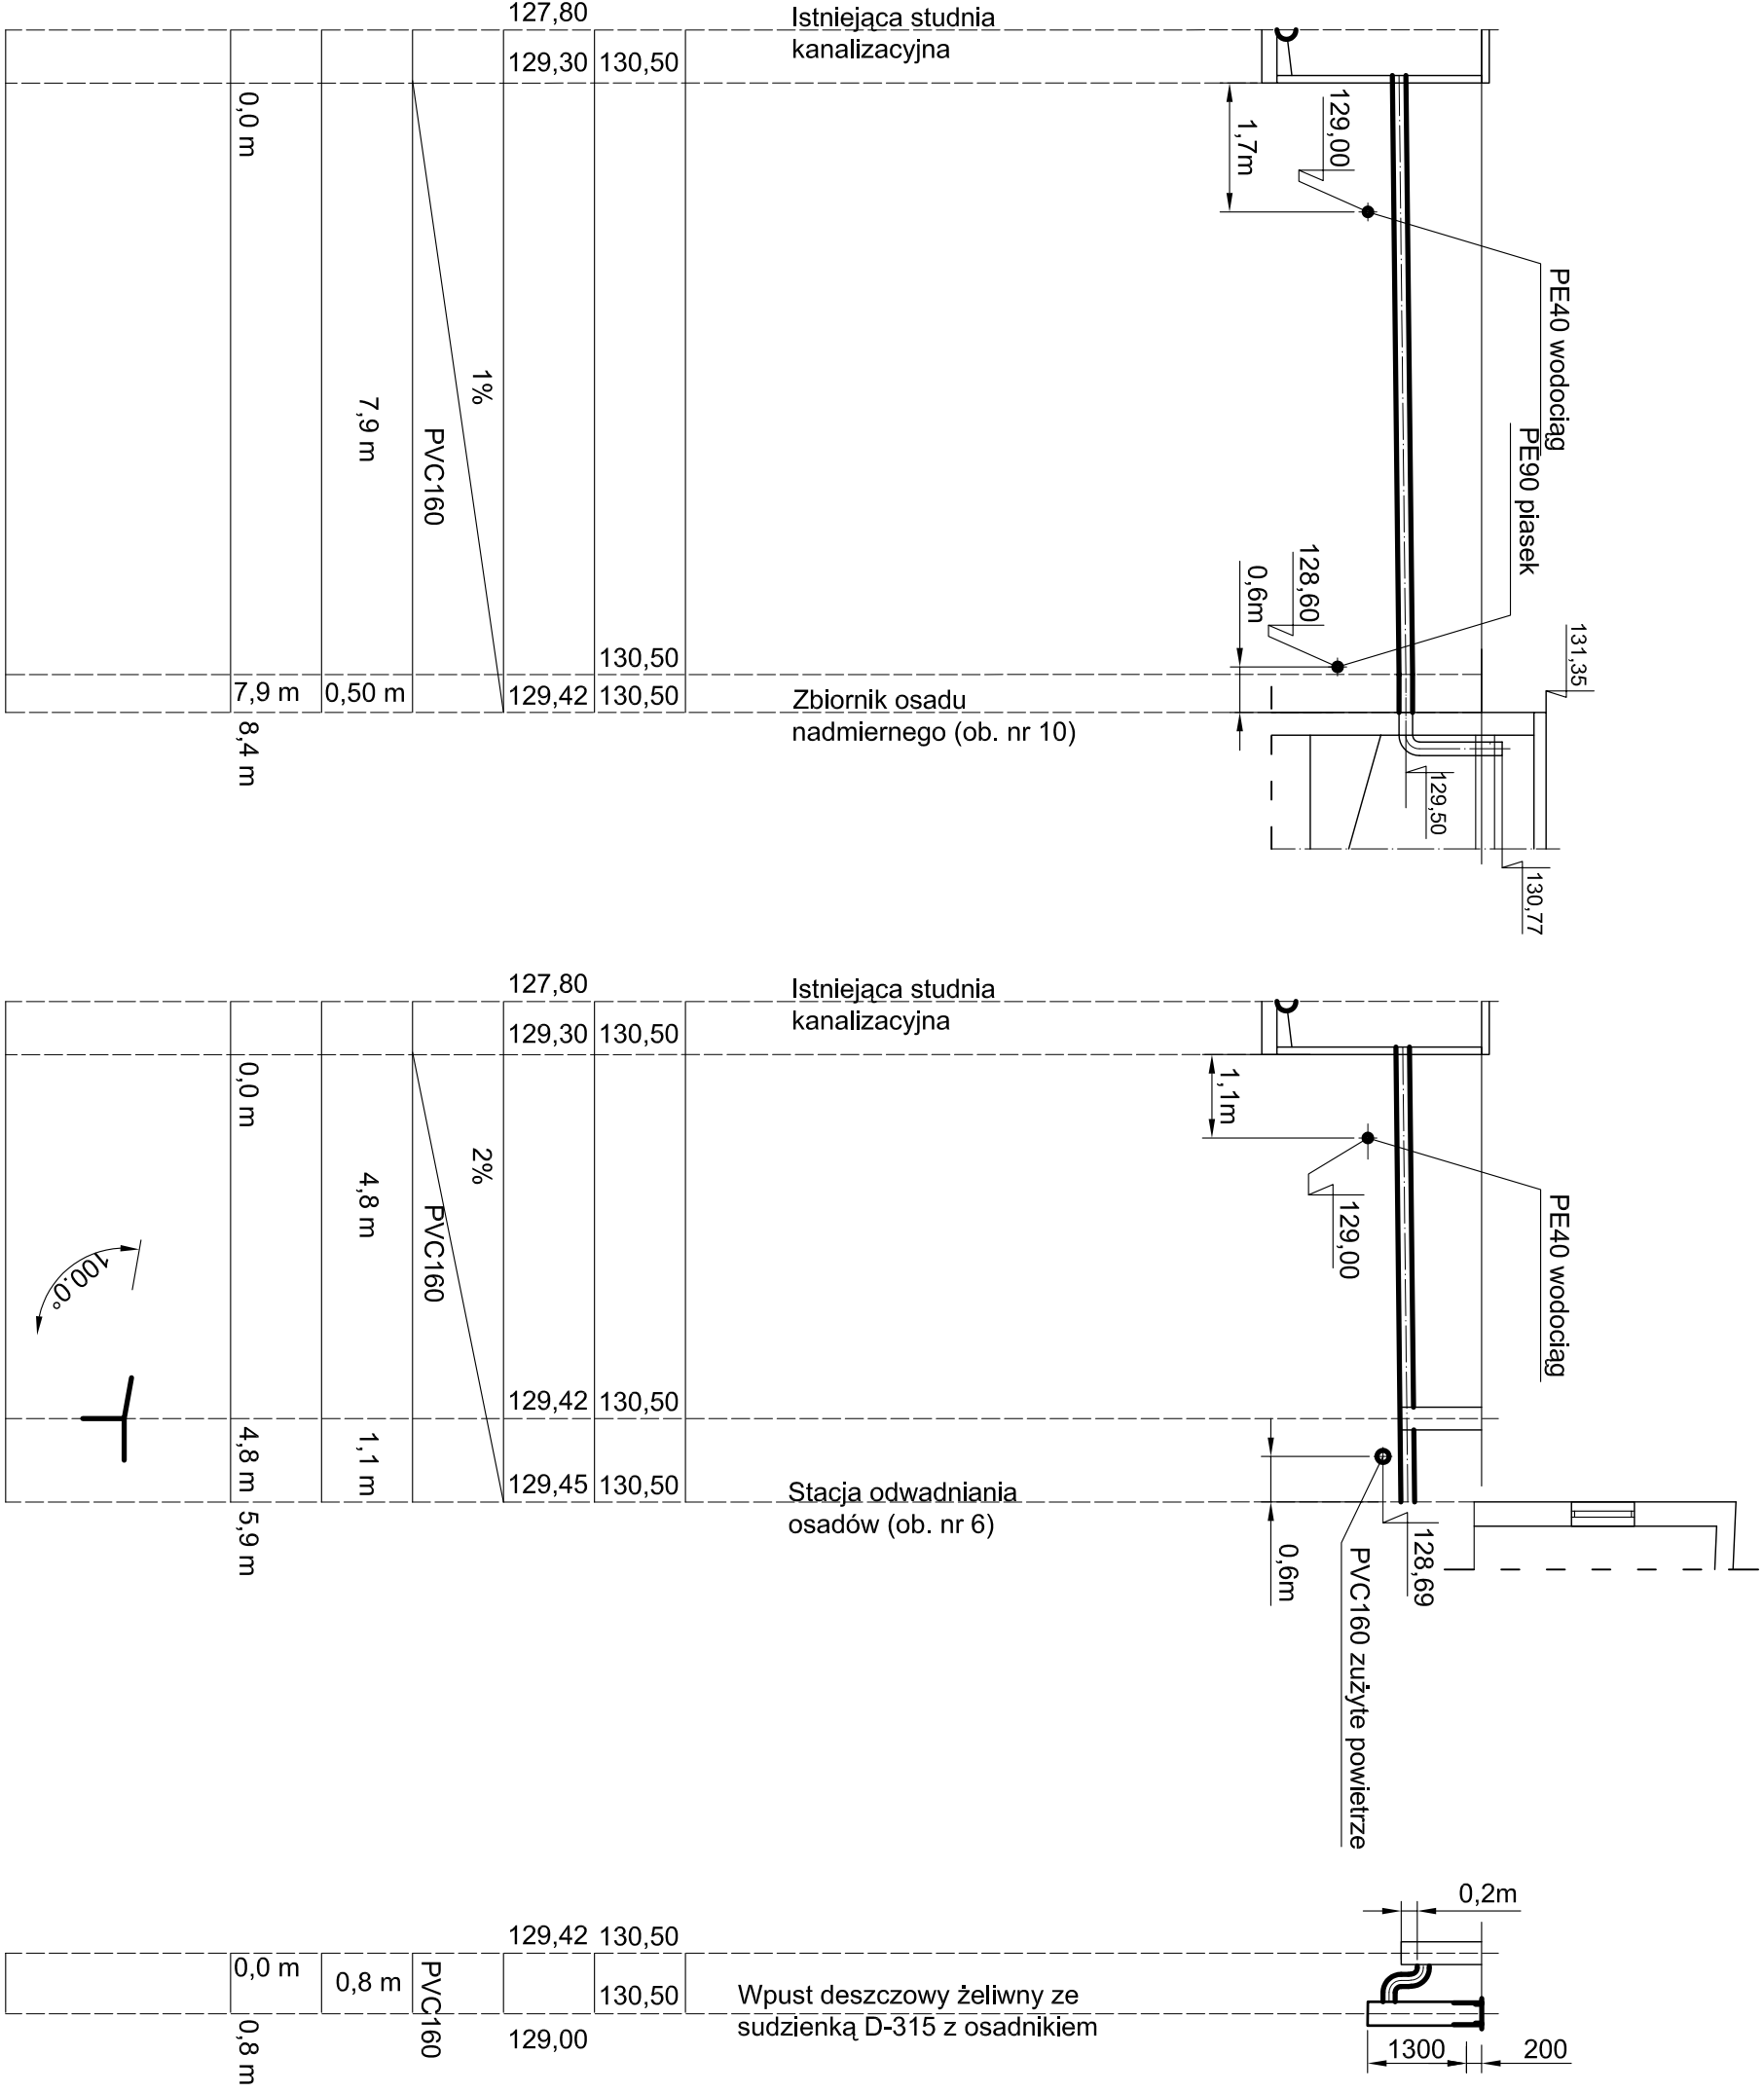 127,80
Istniejąca studnia
kanalizacyjna
129,30
130,50
0,0 m
1,7m
129,00
PE40 wodociąg
1%
7,9 m
PVC160
PE90 piasek
128,60
0,6m
131,35
130,50
7,9 m
0,50 m
129,42
130,50
Zbiornik osadu
nadmiernego (ob. nr 10)
8,4 m
129,50
130,77
127,80
Istniejąca studnia
kanalizacyjna
129,30
130,50
0,0 m
1,1m
2%
4,8 m
PVC160
129,00
PE40 wodociąg
100.0°
129,42
130,50
4,8 m
1,1 m
129,45
130,50
Stacja odwadniania
osadów (ob. nr 6)
5,9 m
0,6m
128,69
PVC160 zużyte powietrze
0,2m
129,42
130,50
0,0 m
0,8 m
PVC160
130,50
Wpust deszczowy żeliwny ze
sudzienką D-315 z osadnikiem
129,00
0,8 m
1300
200